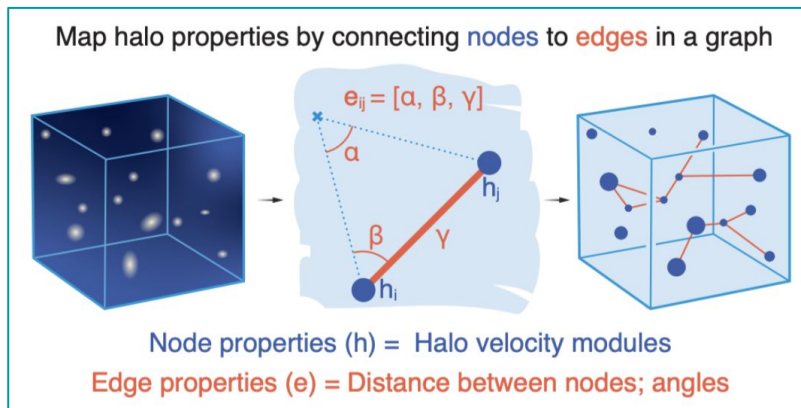 Map halo properties by connecting nodes to edges in a graph
eᵢⱼ = [α, β, γ]
α
hⱼ
β
γ
hᵢ
Node properties (h) = Halo velocity modules
Edge properties (e) = Distance between nodes; angles